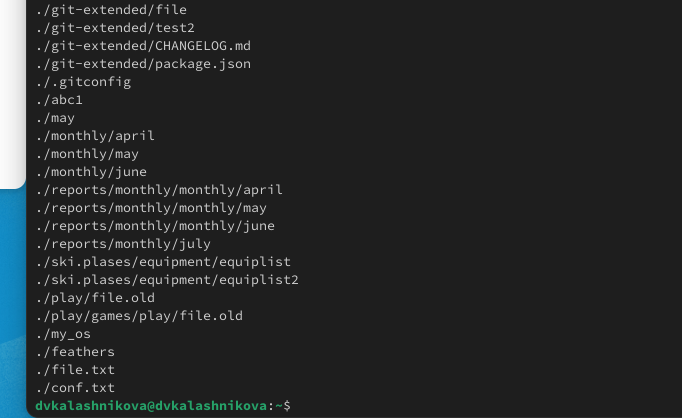 ./git-extended/file
./git-extended/test2
./git-extended/CHANGELOG.md
./git-extended/package.json
./.gitconfig
./abc1
./may
./monthly/april
./monthly/may
./monthly/june
./reports/monthly/monthly/april
./reports/monthly/monthly/may
./reports/monthly/monthly/june
./reports/monthly/july
./ski.plases/equipment/equiplist
./ski.plases/equipment/equiplist2
./play/file.old
./play/games/play/file.old
./my_os
./feathers
./file.txt
./conf.txt
dvkalashnikova@dvkalashnikova:~$